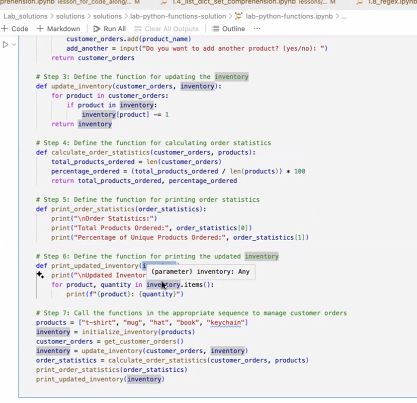 prehension.ipynb lessons/for_code_along/...
1.4_list_dict_set_comprehension.ipynb lessons/...
1.8_regex.ipynb
Lab_solutions > solutions > solutions > lab-python-functions-solution > lab-python-functions.ipynb > ...
+ Code + Markdown Run All Clear All Outputs Outline ...
customer_orders.add(product_name)
add_another = input("Do you want to add another product? (yes/no): ")
return customer_orders
# Step 3: Define the function for updating the inventory
def update_inventory(customer_orders, inventory):
for product in customer_orders:
if product in inventory:
inventory[product] -= 1
return inventory
# Step 4: Define the function for calculating order statistics
def calculate_order_statistics(customer_orders, products):
total_products_ordered = len(customer_orders)
percentage_ordered = (total_products_ordered / len(products)) * 100
return total_products_ordered, percentage_ordered
# Step 5: Define the function for printing order statistics
def print_order_statistics(order_statistics):
print("\nOrder Statistics:")
print("Total Products Ordered:", order_statistics[0])
print("Percentage of Unique Products Ordered:", order_statistics[1])
# Step 6: Define the function for printing the updated inventory
def print_updated_inventory(
(parameter) inventory: Any
print("\nUpdated Inventor
for product, quantity in inventory.items():
print(f"{product}: {quantity}")
# Step 7: Call the functions in the appropriate sequence to manage customer orders
products = ["t-shirt", "mug", "hat", "book", "keychain"]
inventory = initialize_inventory(products)
customer_orders = get_customer_orders()
inventory = update_inventory(customer_orders, inventory)
order_statistics = calculate_order_statistics(customer_orders, products)
print_order_statistics(order_statistics)
print_updated_inventory(inventory)